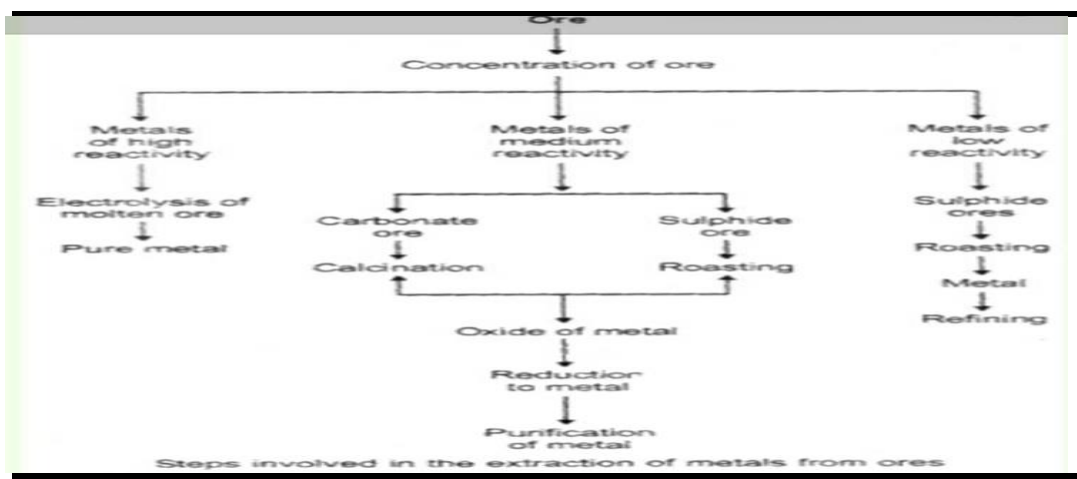 Ore
Concentration of ore
Metals
of high
reactivity
Electrolysis of
molten ore
Pure metal
Metals of
medium
reactivity
Carbonate
ore
Calcination
Sulphide
ore
Roasting
Oxide of metal
Reduction
to metal
Purification
of metal
Metals of
low
reactivity
Sulphide
ores
Roasting
Metal
Refining
Steps involved in the extraction of metals from ores